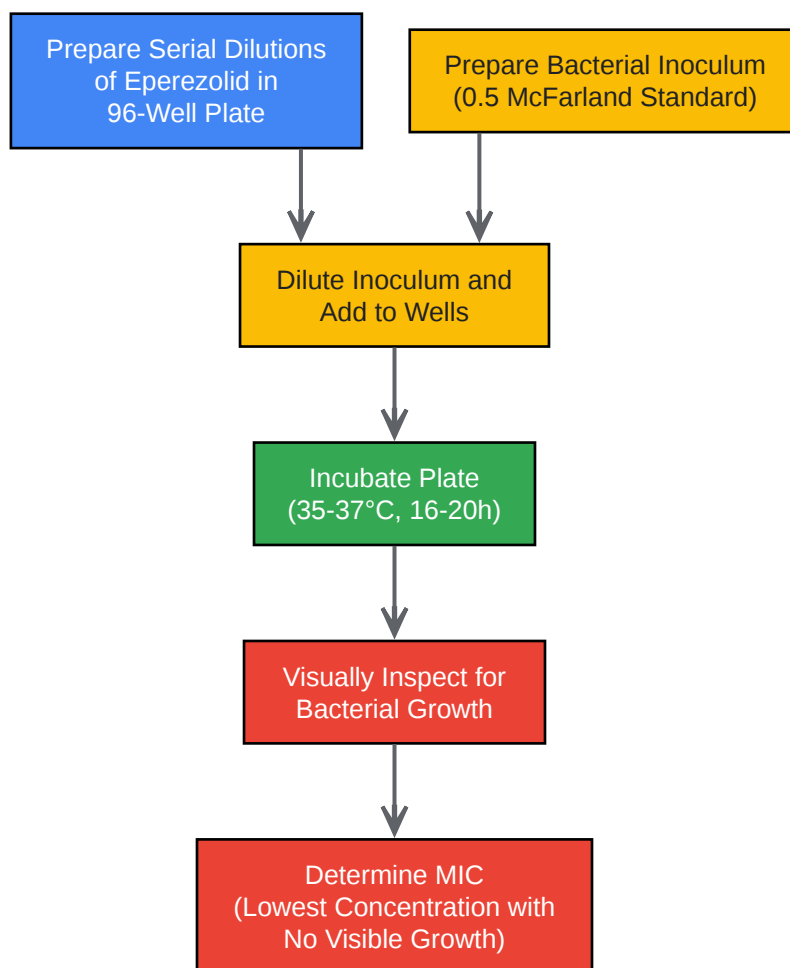 Prepare Serial Dilutions
of Eperezolid in
96-Well Plate
Prepare Bacterial Inoculum
(0.5 McFarland Standard)
Dilute Inoculum and
Add to Wells
Incubate Plate
(35-37°C, 16-20h)
Visually Inspect for
Bacterial Growth
Determine MIC
(Lowest Concentration with
No Visible Growth)